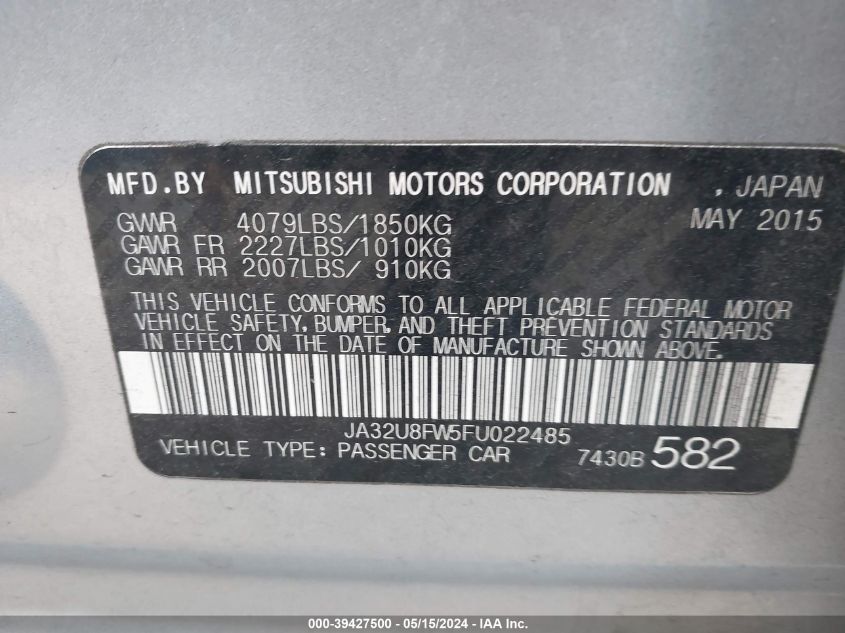 MFD.BY MITSUBISHI MOTORS CORPORATION , JAPAN
MAY 2015
GVWR 4079LBS/1850KG
GAWR FR 2227LBS/1010KG
GAWR RR 2007LBS/ 910KG
THIS VEHICLE CONFORMS TO ALL APPLICABLE FEDERAL MOTOR
VEHICLE SAFETY, BUMPER, AND THEFT PREVENTION STANDARDS
IN EFFECT ON THE DATE OF MANUFACTURE SHOWN ABOVE.
JA32U8FW5FU022485
VEHICLE TYPE: PASSENGER CAR 7430B 582
000-39427500 - 05/15/2024 - IAA Inc.